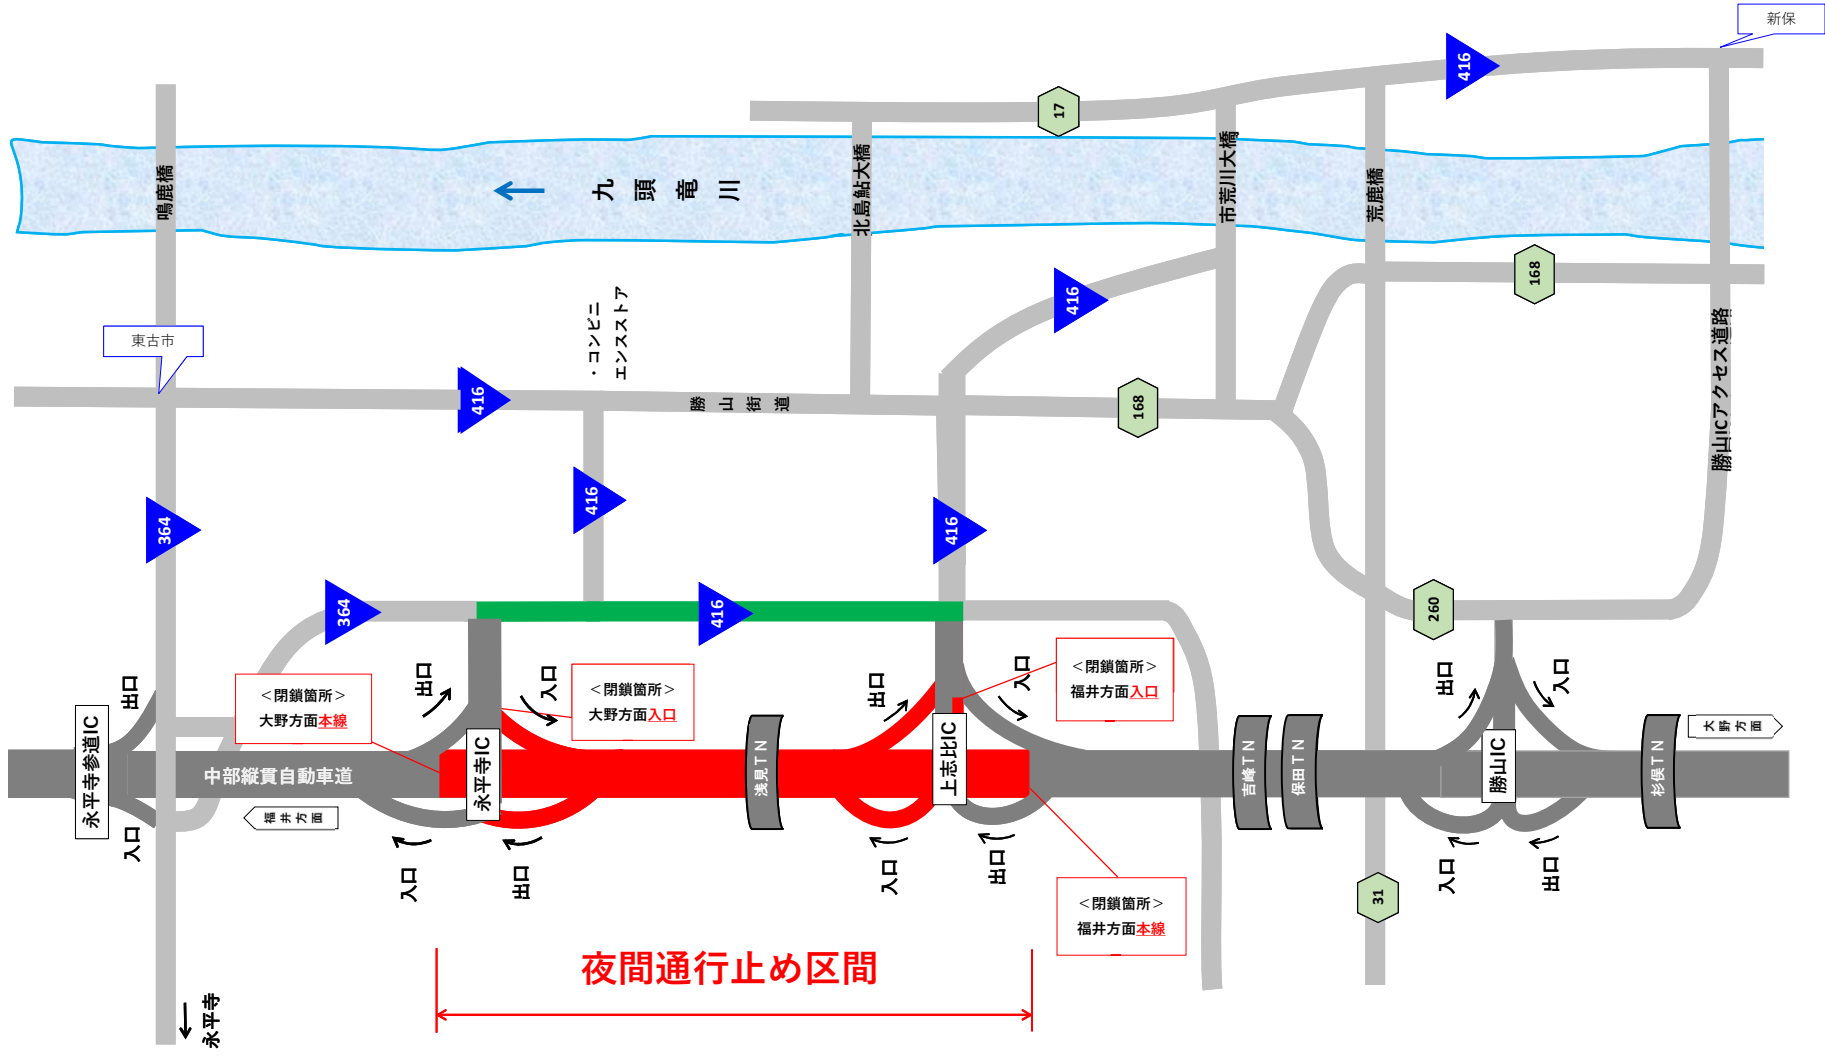 新保
416
17
鳴鹿橋
九頭竜川
北島鮎大橋
市荒川大橋
荒鹿橋
168
416
東古市
・コンビニ
エンスストア
416
勝山街道
168
勝山ICアクセス道路
364
416
416
364
416
260
出口
永平寺参道IC
入口
<閉鎖箇所>
大野方面本線
出口
入口
<閉鎖箇所>
大野方面入口
出口
入口
<閉鎖箇所>
福井方面入口
出口
入口
中部縦貫自動車道
永平寺IC
浅見TN
上志比IC
吉峰TN
保田TN
勝山IC
杉俣TN
大野方面
福井方面
入口
出口
入口
出口
入口
出口
31
<閉鎖箇所>
福井方面本線
夜間通行止め区間
永平寺